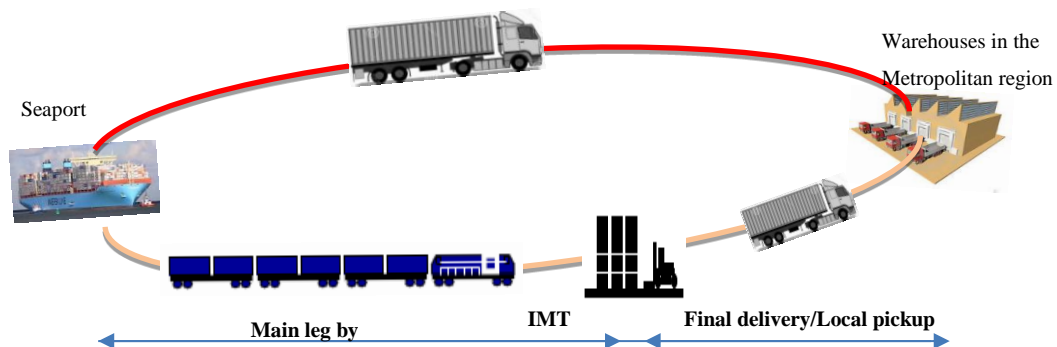 Warehouses in the
Metropolitan region
Seaport
IMT
Final delivery/Local pickup
Main leg by